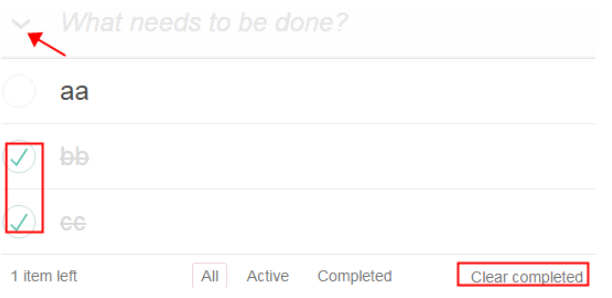 What needs to be done?
aa
bb
cc
1 item left All Active Completed Clear completed